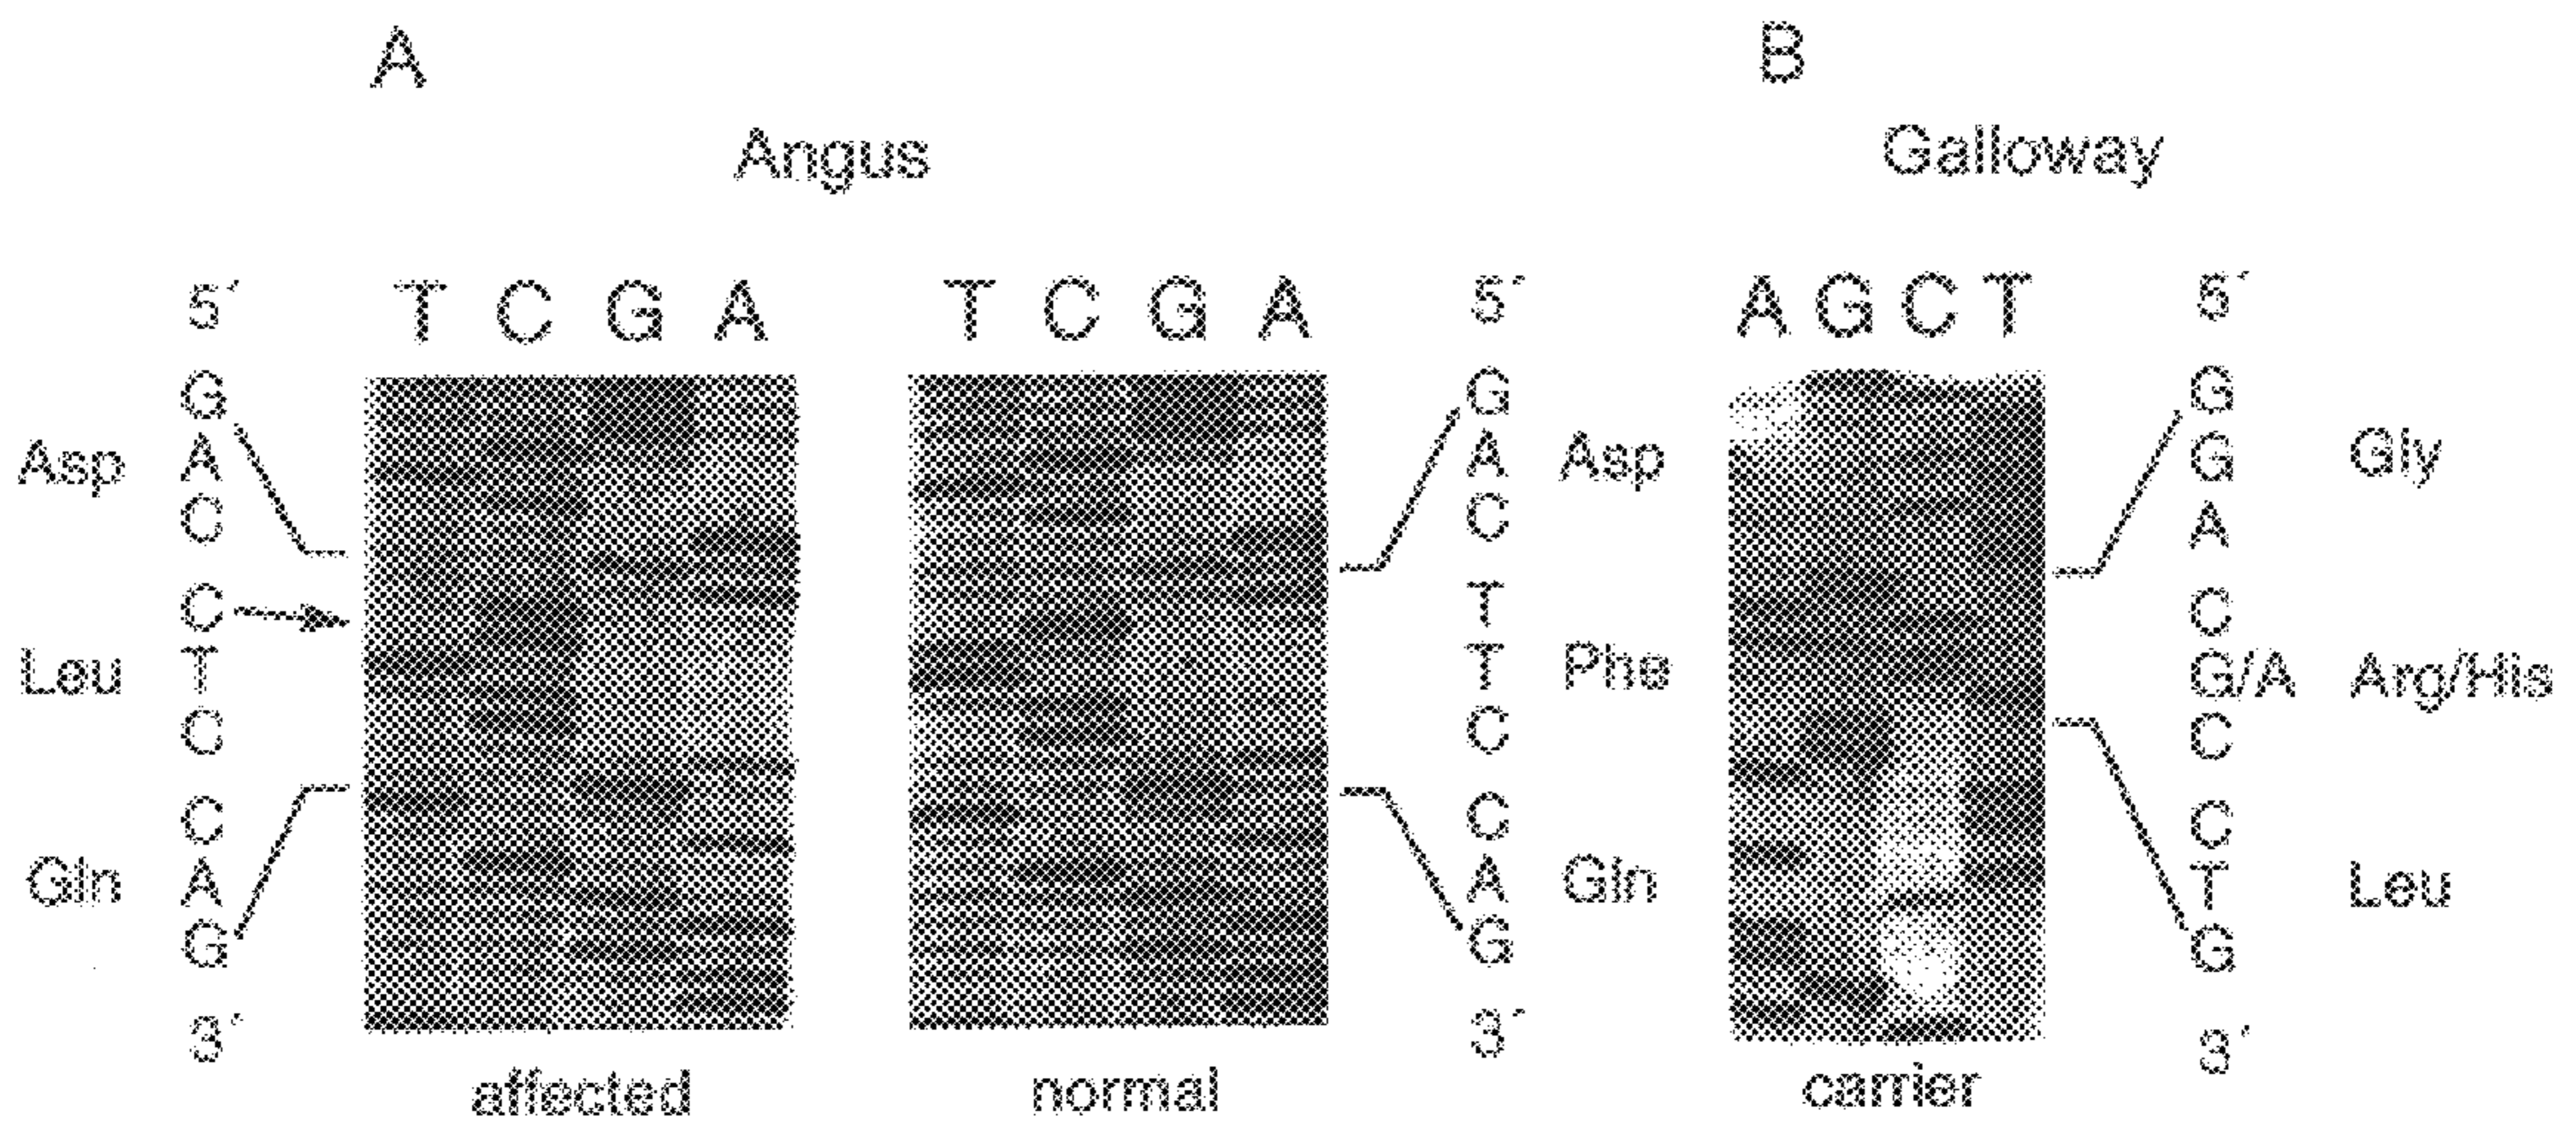 A B
Angus Galloway
5´ T C G A T C G A 5´ A G C T 5´
G G G
Asp A A Asp G Gly
C C A
C T C
Leu T T Phe G/A Arg/His
C C C
C C C
Gln A A Gln T Leu
G G G
3´ 3´ 3´
affected normal carrier